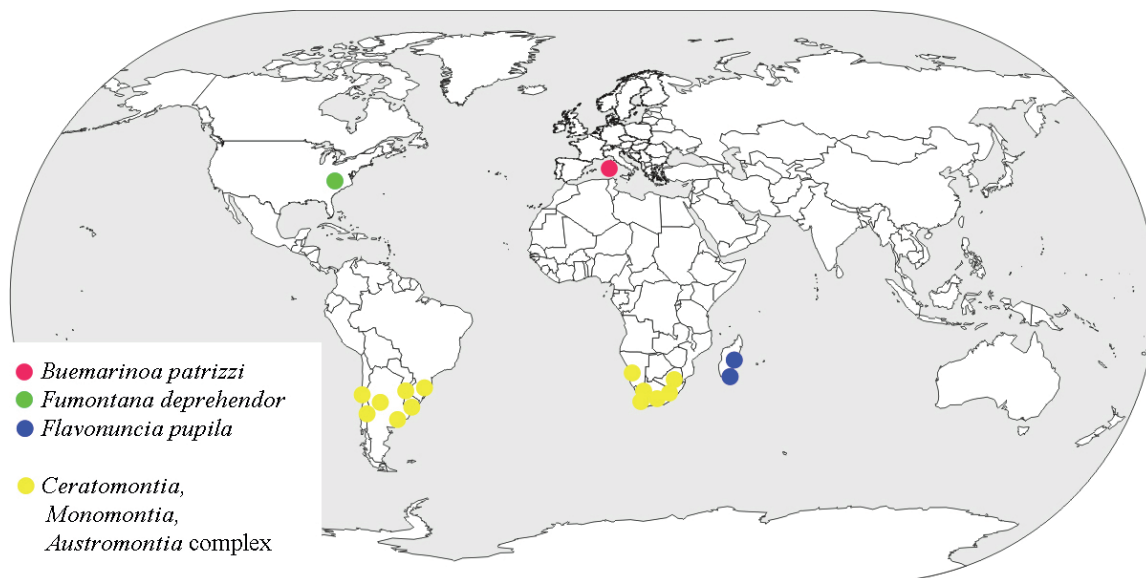 Buemarinoa patrizzi
Fumontana deprehendor
Flavonuncia pupila
Ceratomontia,
Monomontia,
Austromontia complex